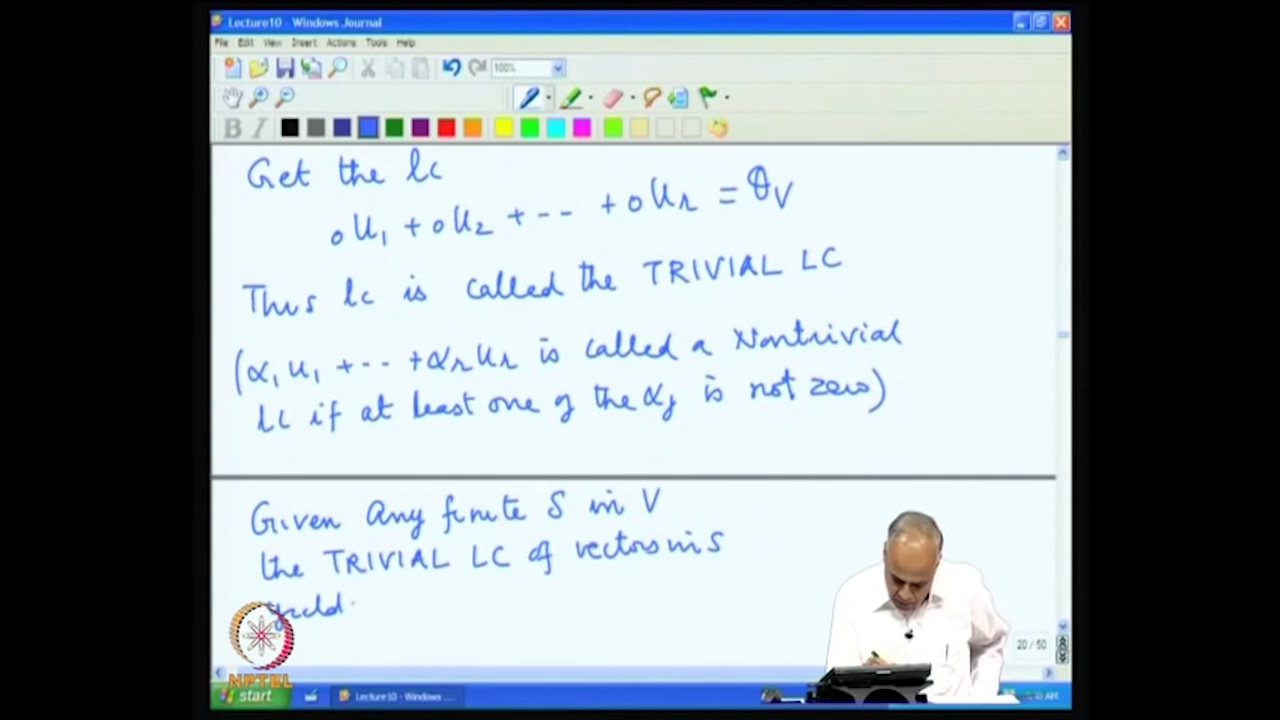 Lecture10 - Windows Journal
File Edit View Insert Actions Tools Help
100%
B I
Get the lc
0u₁ + 0u₂ + -- + 0uᵣ = θᵥ
This lc is called the TRIVIAL LC
(α₁u₁ + -- + αᵣuᵣ is called a Nontrivial
LC if at least one of the αⱼ is not zero)
Given Any finite S in V
the TRIVIAL LC of vectors in S
yield
20 / 50
NPTEL
start Lecture10 - Windows ...